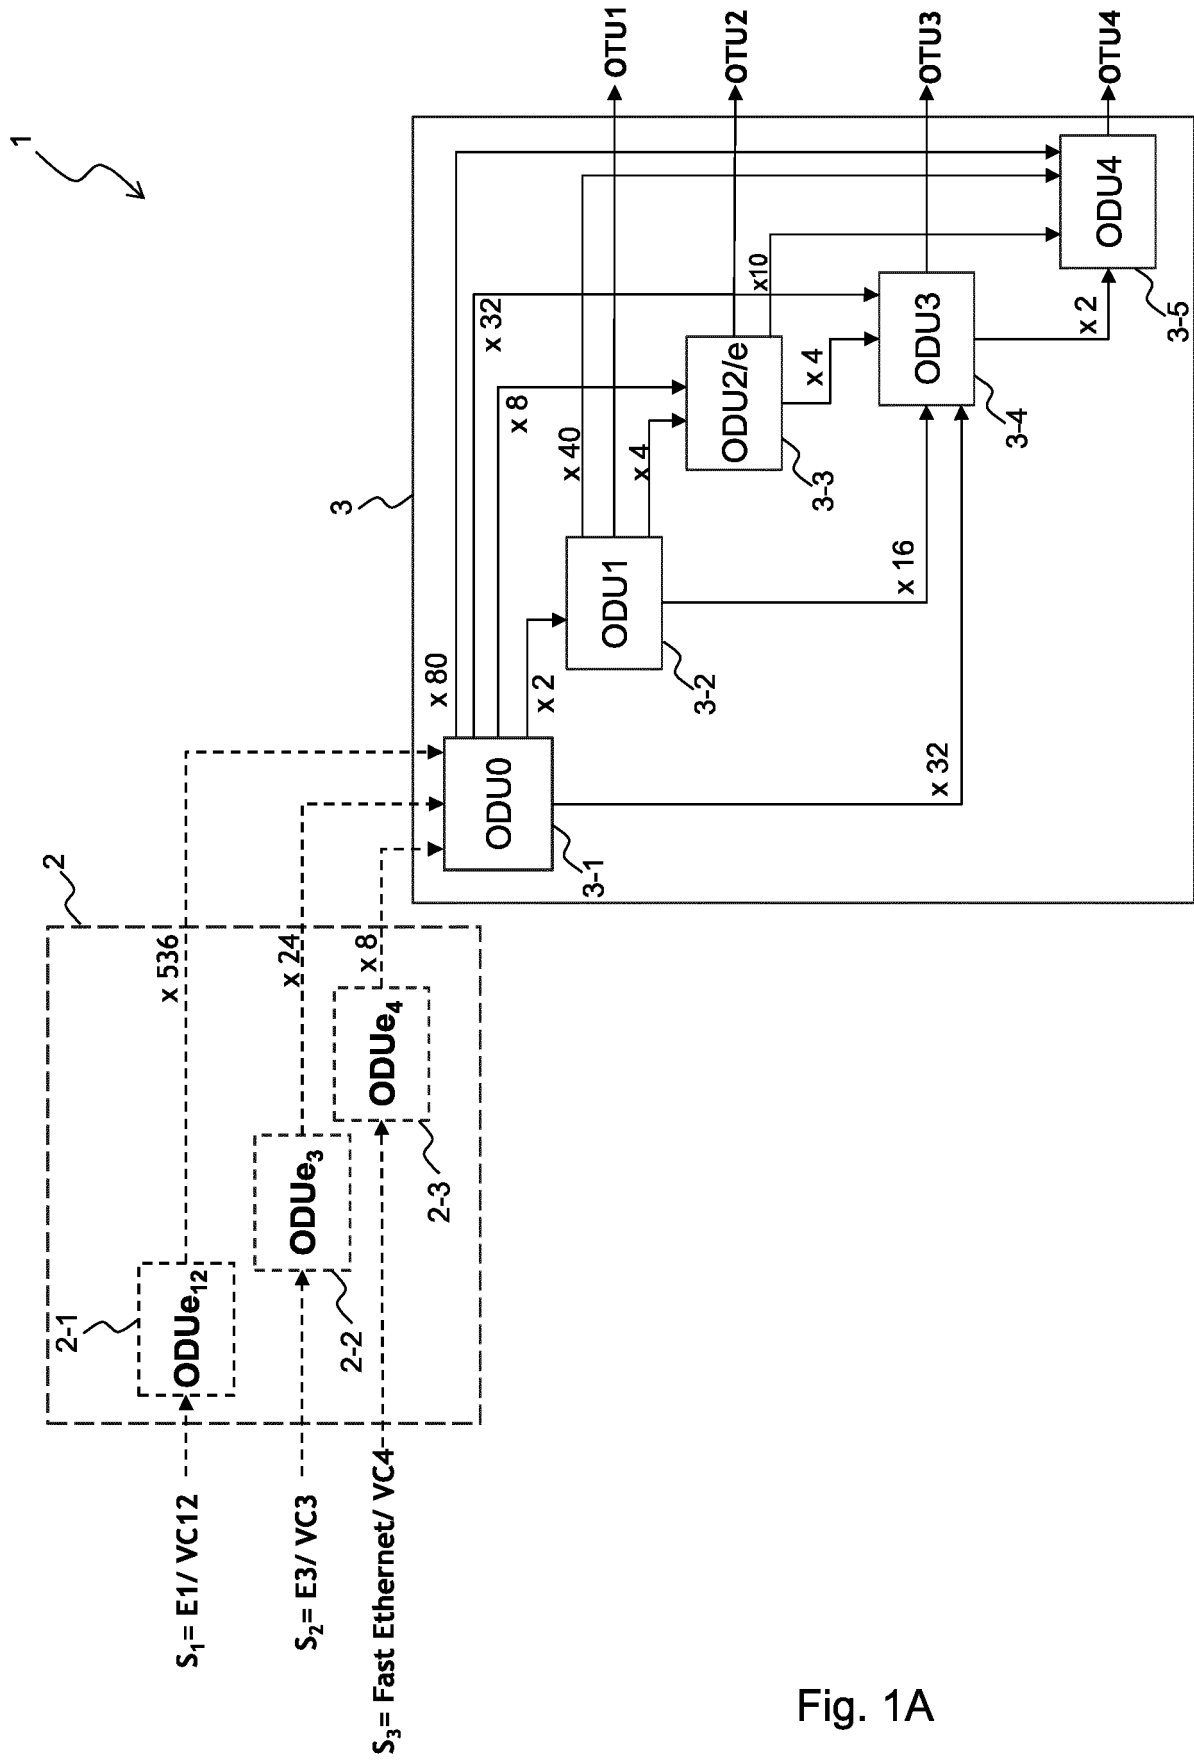 1
OTU1
OTU2
OTU3
OTU4
2
2-1
ODUe12
x 536
2-2
ODUe3
x 24
2-3
ODUe4
x 8
S1= E1/ VC12
S2= E3/ VC3
S3= Fast Ethernet/ VC4
3
ODU0
3-1
x 80
x 32
x 8
x 2
x 32
ODU1
3-2
x 40
x 4
x 16
ODU2/e
3-3
x10
x 4
ODU3
3-4
x 2
ODU4
3-5
Fig. 1A